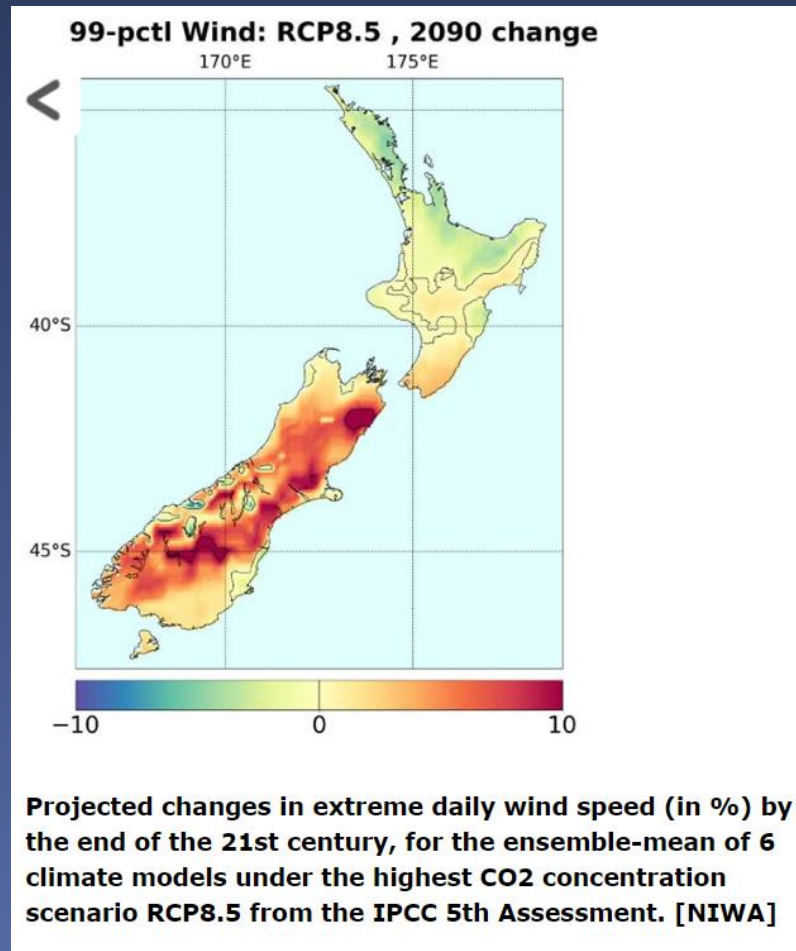 99-pctl Wind: RCP8.5 , 2090 change
170°E 175°E
40°S
45°S
−10 0 10
Projected changes in extreme daily wind speed (in %) by
the end of the 21st century, for the ensemble-mean of 6
climate models under the highest CO2 concentration
scenario RCP8.5 from the IPCC 5th Assessment. [NIWA]